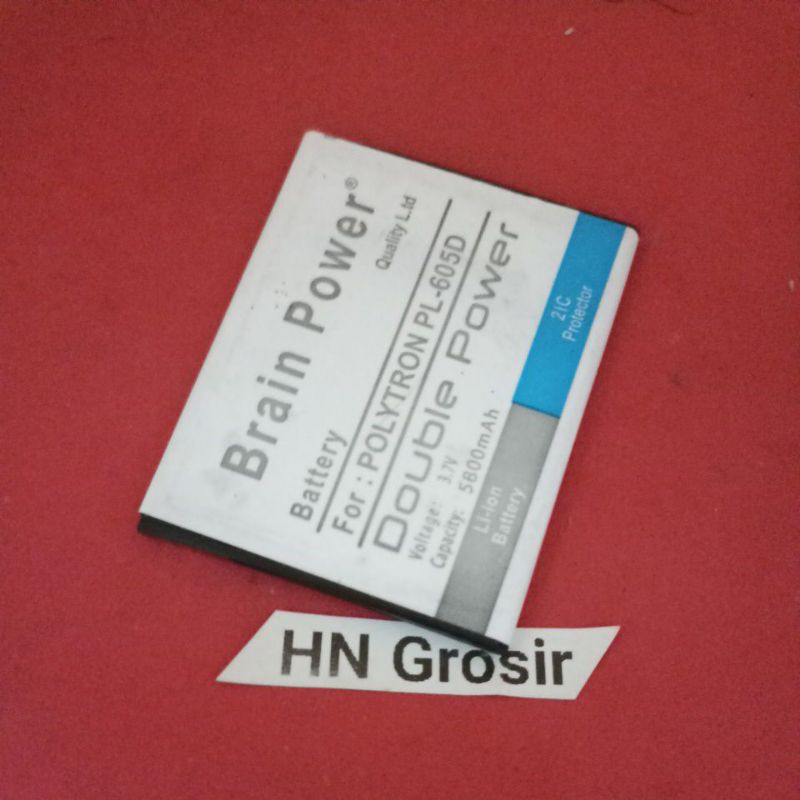 Brain Power®
Quality L.td
Battery
For : POLYTRON PL-605D
Double Power
Voltage: 3.7V
Capacity: 5800mAh
Li-ion
Battery
2IC
Protector
HN Grosir